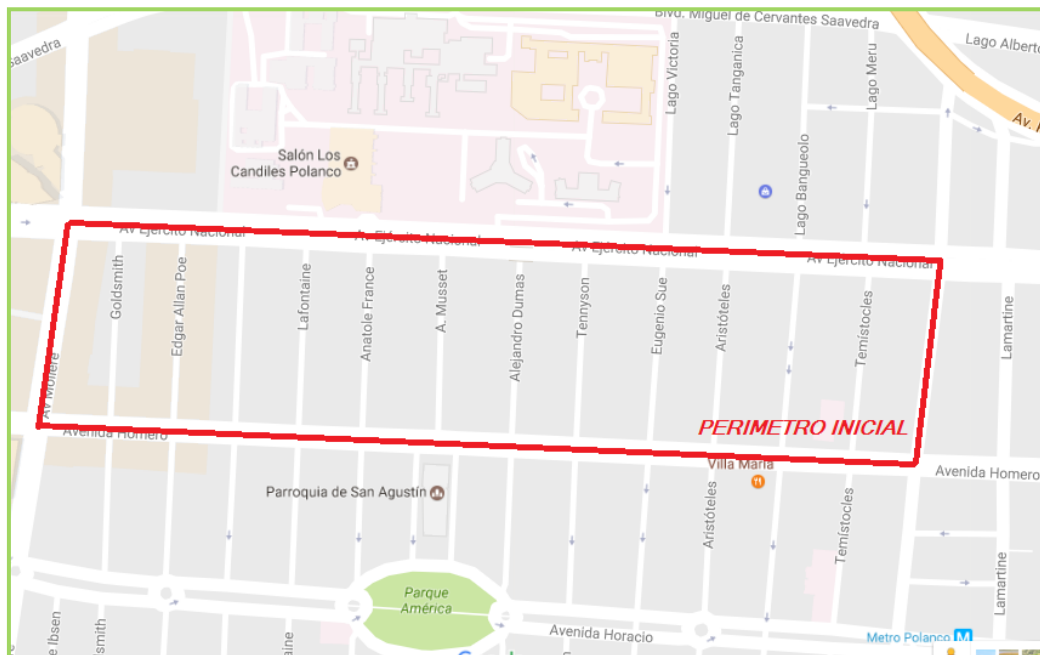 Blvd. Miguel de Cervantes Saavedra
Saavedra
Lago Alberto
Lago Victoria
Lago Tanganica
Lago Meru
Av.
Salón Los
Candiles Polanco
Lago Bangueolo
Av Ejército Nacional
Av Ejército Nacional
Av Ejército Nacional
Av Ejército Nacional
Goldsmith
Edgar Allan Poe
Lafontaine
Anatole France
A. Musset
Alejandro Dumas
Tennyson
Eugenio Sue
Aristóteles
Temístocles
Lamartine
Av Moliere
Avenida Homero
PERIMETRO INICIAL
Villa María
Avenida Homero
Parroquia de San Agustín
Aristóteles
Temístocles
Parque
América
Lamartine
Avenida Horacio
Metro Polanco M
e Ibsen
dsmith
aine